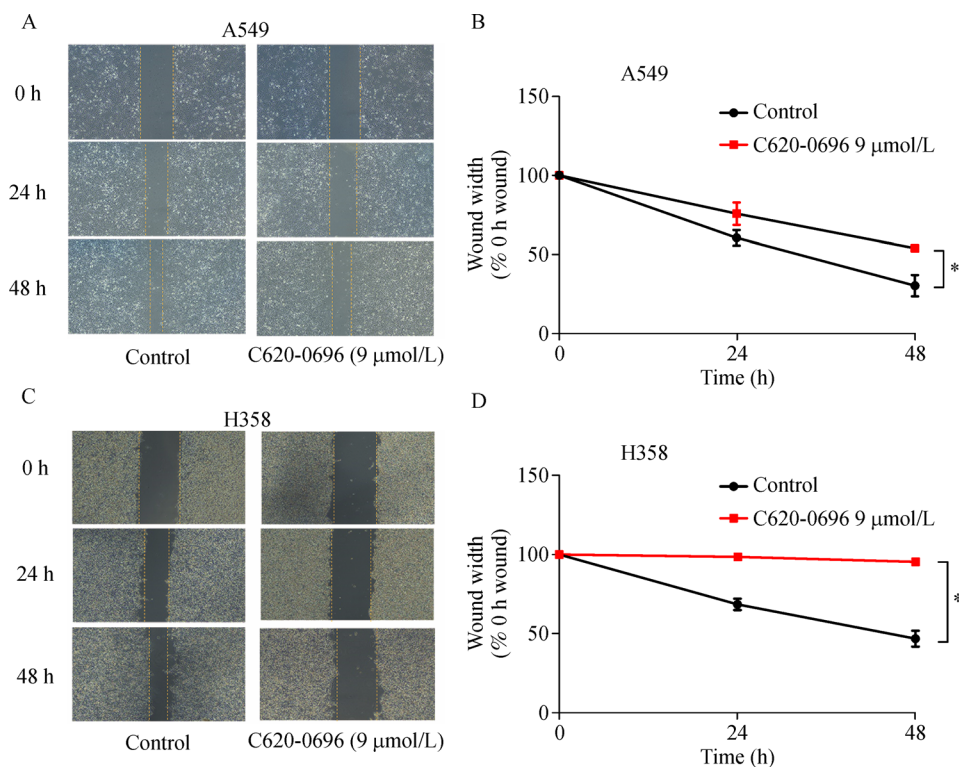 A
A549
0 h
24 h
48 h
Control
C620-0696 (9 μmol/L)
B
A549
Control
C620-0696 9 μmol/L
Wound width
(% 0 h wound)
150
100
50
0
0
24
48
Time (h)
*
C
H358
0 h
24 h
48 h
Control
C620-0696 (9 μmol/L)
D
H358
Control
C620-0696 9 μmol/L
Wound width
(% 0 h wound)
150
100
50
0
0
24
48
Time (h)
*